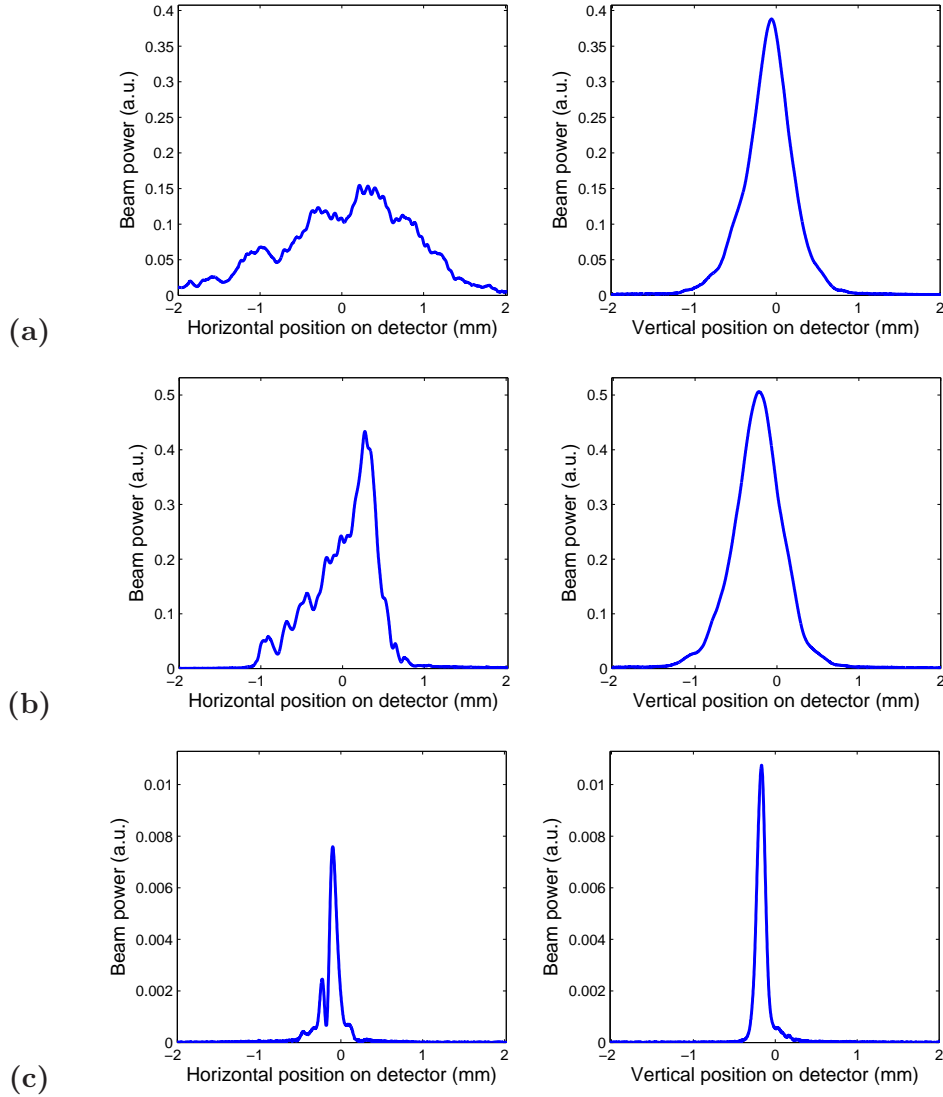 0.4
0.35
0.3
0.25
0.2
0.15
0.1
0.05
0
−2 −1 0 1 2
Beam power (a.u.)
Horizontal position on detector (mm)
0.4
0.35
0.3
0.25
0.2
0.15
0.1
0.05
0
−2 −1 0 1 2
Beam power (a.u.)
Vertical position on detector (mm)
(a)
0.5
0.4
0.3
0.2
0.1
0
−2 −1 0 1 2
Beam power (a.u.)
Horizontal position on detector (mm)
0.5
0.4
0.3
0.2
0.1
0
−2 −1 0 1 2
Beam power (a.u.)
Vertical position on detector (mm)
(b)
0.01
0.008
0.006
0.004
0.002
0
−2 −1 0 1 2
Beam power (a.u.)
Horizontal position on detector (mm)
0.01
0.008
0.006
0.004
0.002
0
−2 −1 0 1 2
Beam power (a.u.)
Vertical position on detector (mm)
(c)